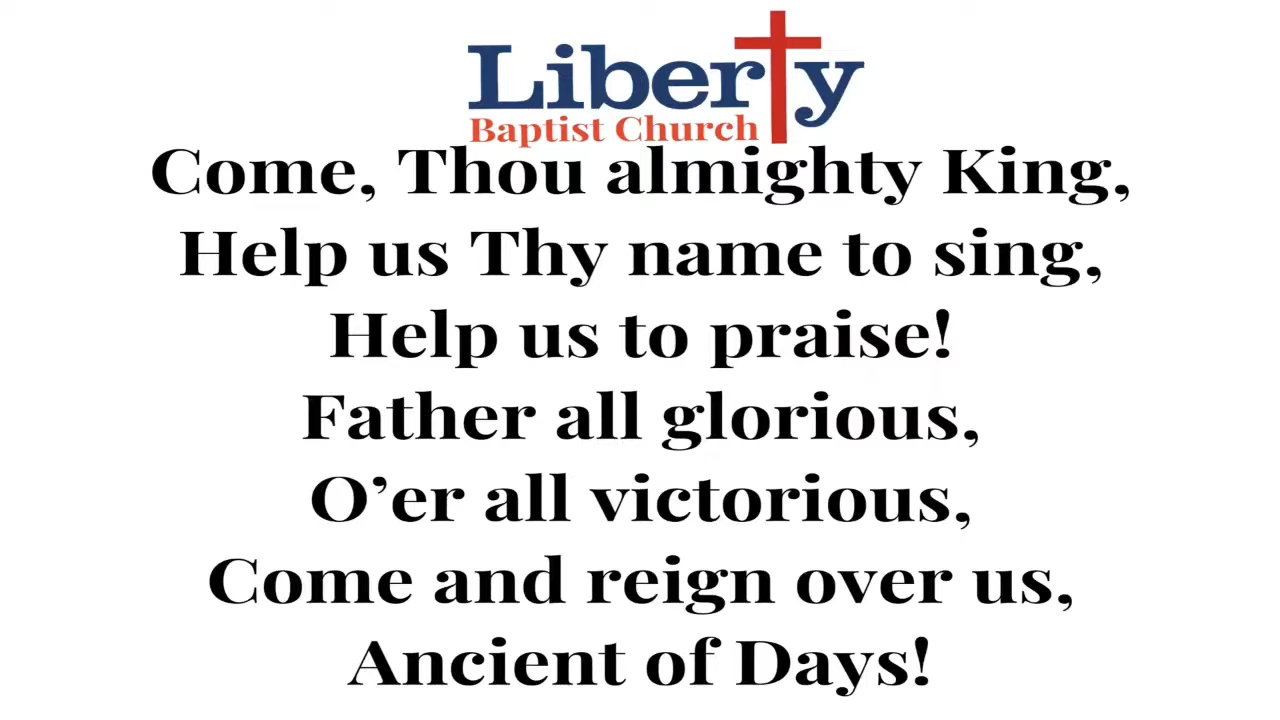 Liberty
Baptist Church
Come, Thou almighty King,
Help us Thy name to sing,
Help us to praise!
Father all glorious,
O’er all victorious,
Come and reign over us,
Ancient of Days!